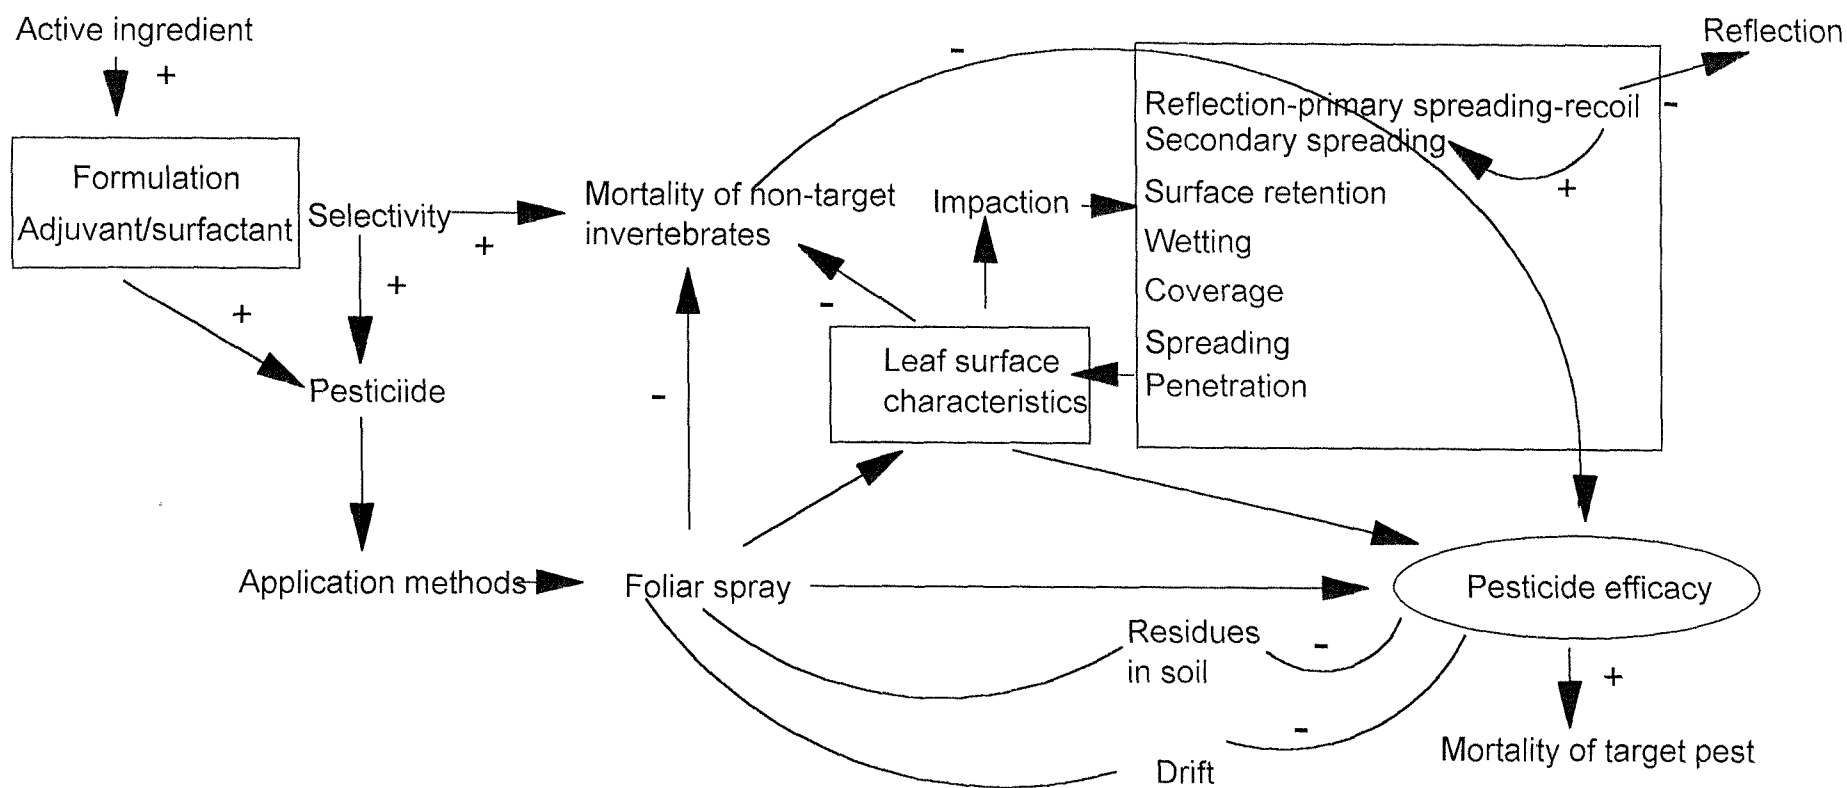 Active ingredient
+
Reflection
-
Reflection-primary spreading-recoil
-
Secondary spreading
+
Formulation
Adjuvant/surfactant
Selectivity
+
+
+
Mortality of non-target
invertebrates
Impaction
Surface retention
Wetting
Coverage
Spreading
Penetration
-
Leaf surface
characteristics
-
Pesticiide
Application methods
Foliar spray
Pesticide efficacy
Residues
in soil
-
+
-
Drift
Mortality of target pest